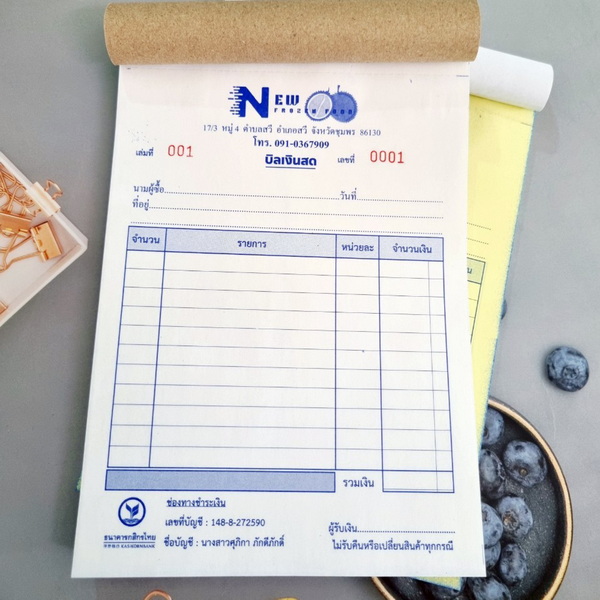 NEW
FROZEN FOOD
17/3 หมู่ 4 ตำบลสวี อำเภอสวี จังหวัดชุมพร 86130
โทร. 091-0367909
เล่มที่ 001 บิลเงินสด เลขที่ 0001
นามผู้ซื้อ วันที่
ที่อยู่
จำนวน รายการ หน่วยละ จำนวนเงิน
รวมเงิน
ช่องทางชำระเงิน
เลขที่บัญชี : 148-8-272590
ธนาคารกสิกรไทย
ชื่อบัญชี : นางสาวศุภิกา ภักดีภักดิ์
ผู้รับเงิน
ไม่รับคืนหรือเปลี่ยนสินค้าทุกกรณี